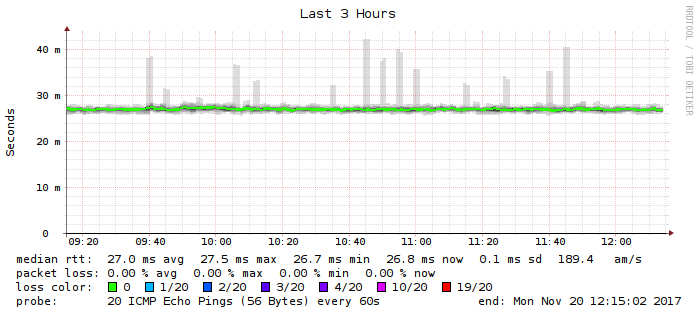 Last 3 Hours
RRDTOOL / TOBI OETIKER
Seconds
40 m
30 m
20 m
10 m
0
09:20 09:40 10:00 10:20 10:40 11:00 11:20 11:40 12:00
median rtt: 27.0 ms avg 27.5 ms max 26.7 ms min 26.8 ms now 0.1 ms sd 189.4 am/s
packet loss: 0.00 % avg 0.00 % max 0.00 % min 0.00 % now
loss color: 0 1/20 2/20 3/20 4/20 10/20 19/20
probe: 20 ICMP Echo Pings (56 Bytes) every 60s end: Mon Nov 20 12:15:02 2017